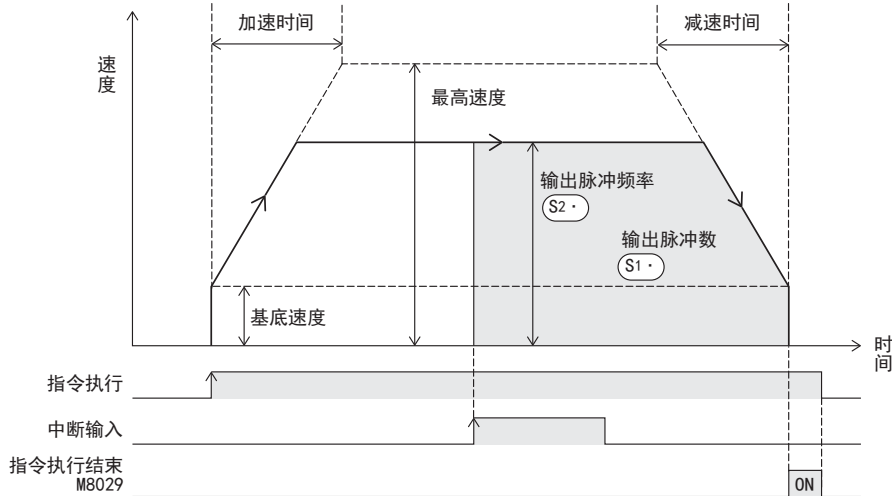 加速时间
减速时间
速度
最高速度
输出脉冲频率
S2·
输出脉冲数
S1·
基底速度
时间
指令执行
中断输入
指令执行结束
M8029
ON